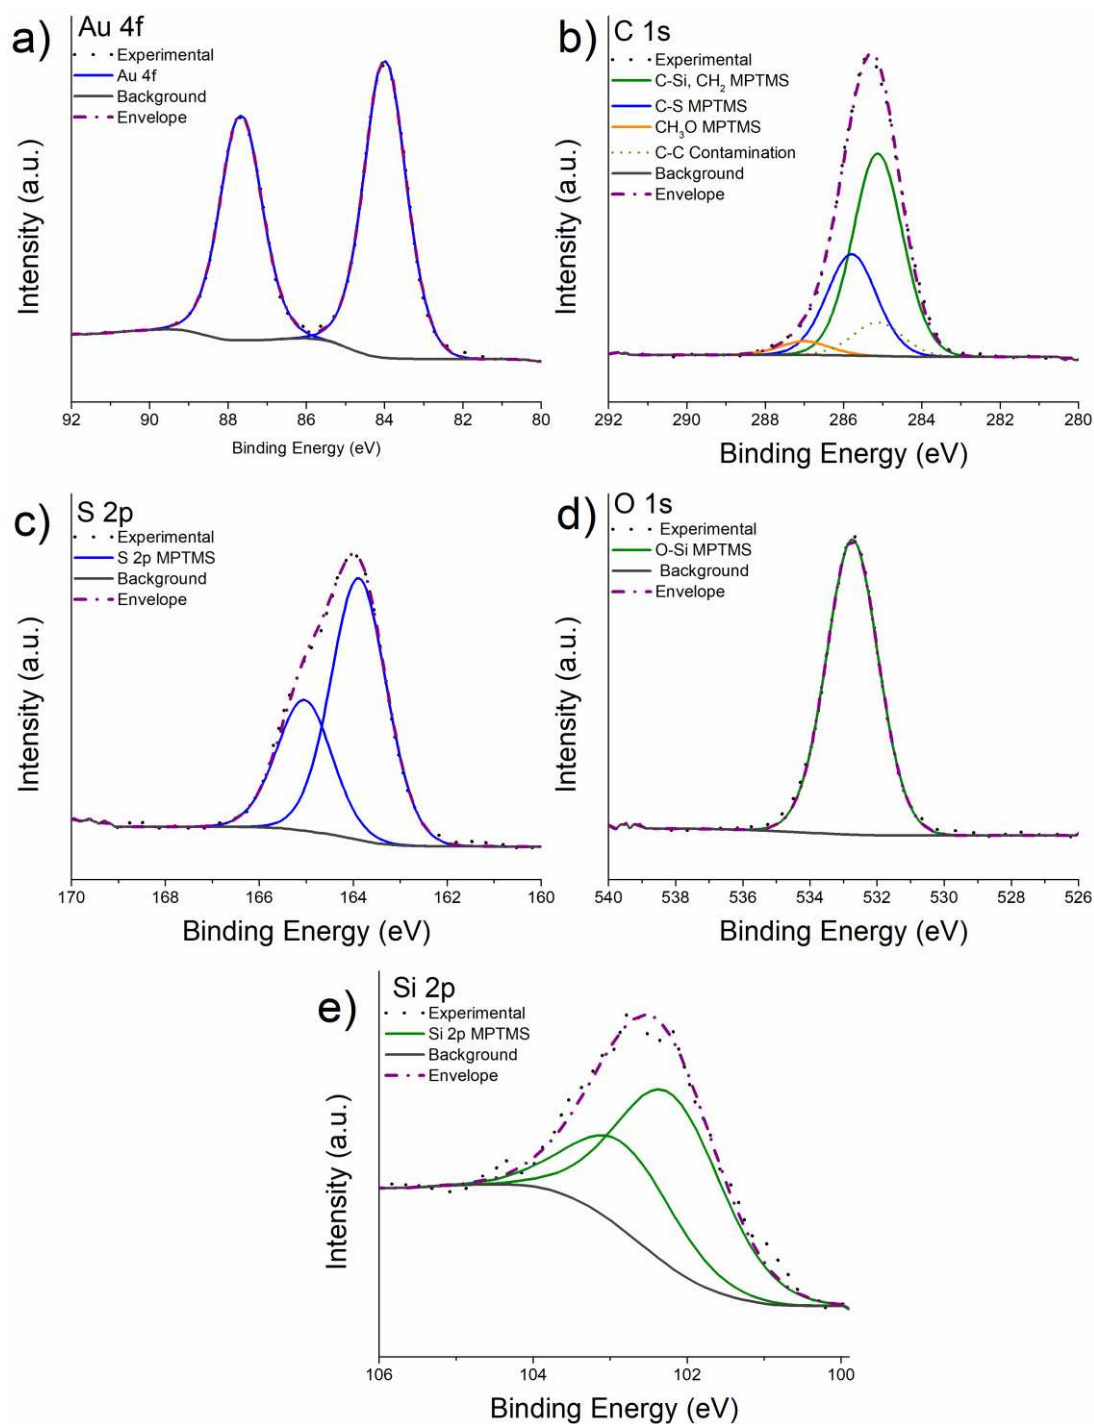 a)
Au 4f
Experimental
Au 4f
Background
Envelope
Intensity (a.u.)
92 90 88 86 84 82 80
Binding Energy (eV)
b)
C 1s
Experimental
C-Si, CH₂ MPTMS
C-S MPTMS
CH₃O MPTMS
C-C Contamination
Background
Envelope
Intensity (a.u.)
292 290 288 286 284 282 280
Binding Energy (eV)
c)
S 2p
Experimental
S 2p MPTMS
Background
Envelope
Intensity (a.u.)
170 168 166 164 162 160
Binding Energy (eV)
d)
O 1s
Experimental
O-Si MPTMS
Background
Envelope
Intensity (a.u.)
540 538 536 534 532 530 528 526
Binding Energy (eV)
e)
Si 2p
Experimental
Si 2p MPTMS
Background
Envelope
Intensity (a.u.)
106 104 102 100
Binding Energy (eV)